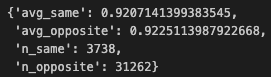 {'avg_same': 0.9207141399383545,
'avg_opposite': 0.9225113987922668,
'n_same': 3738,
'n_opposite': 31262}